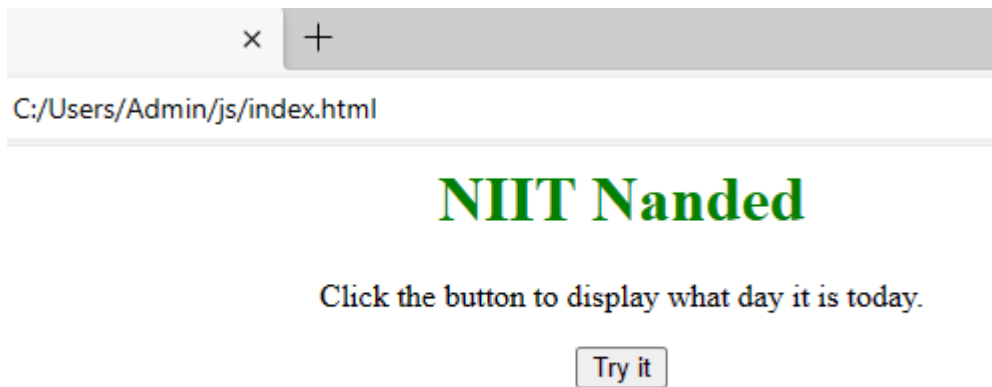 C:/Users/Admin/js/index.html
NIIT Nanded
Click the button to display what day it is today.
Try it